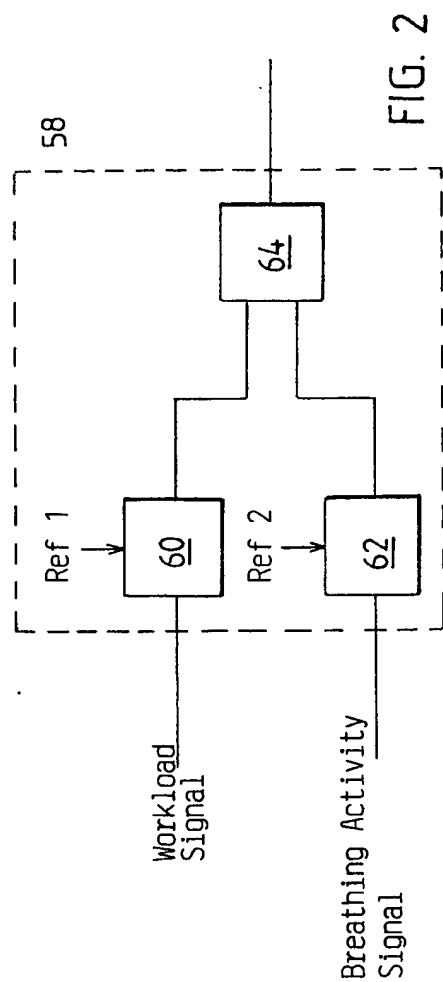 58
Ref 1
60
Workload
Signal
64
Ref 2
62
Breathing Activity
Signal
FIG. 2